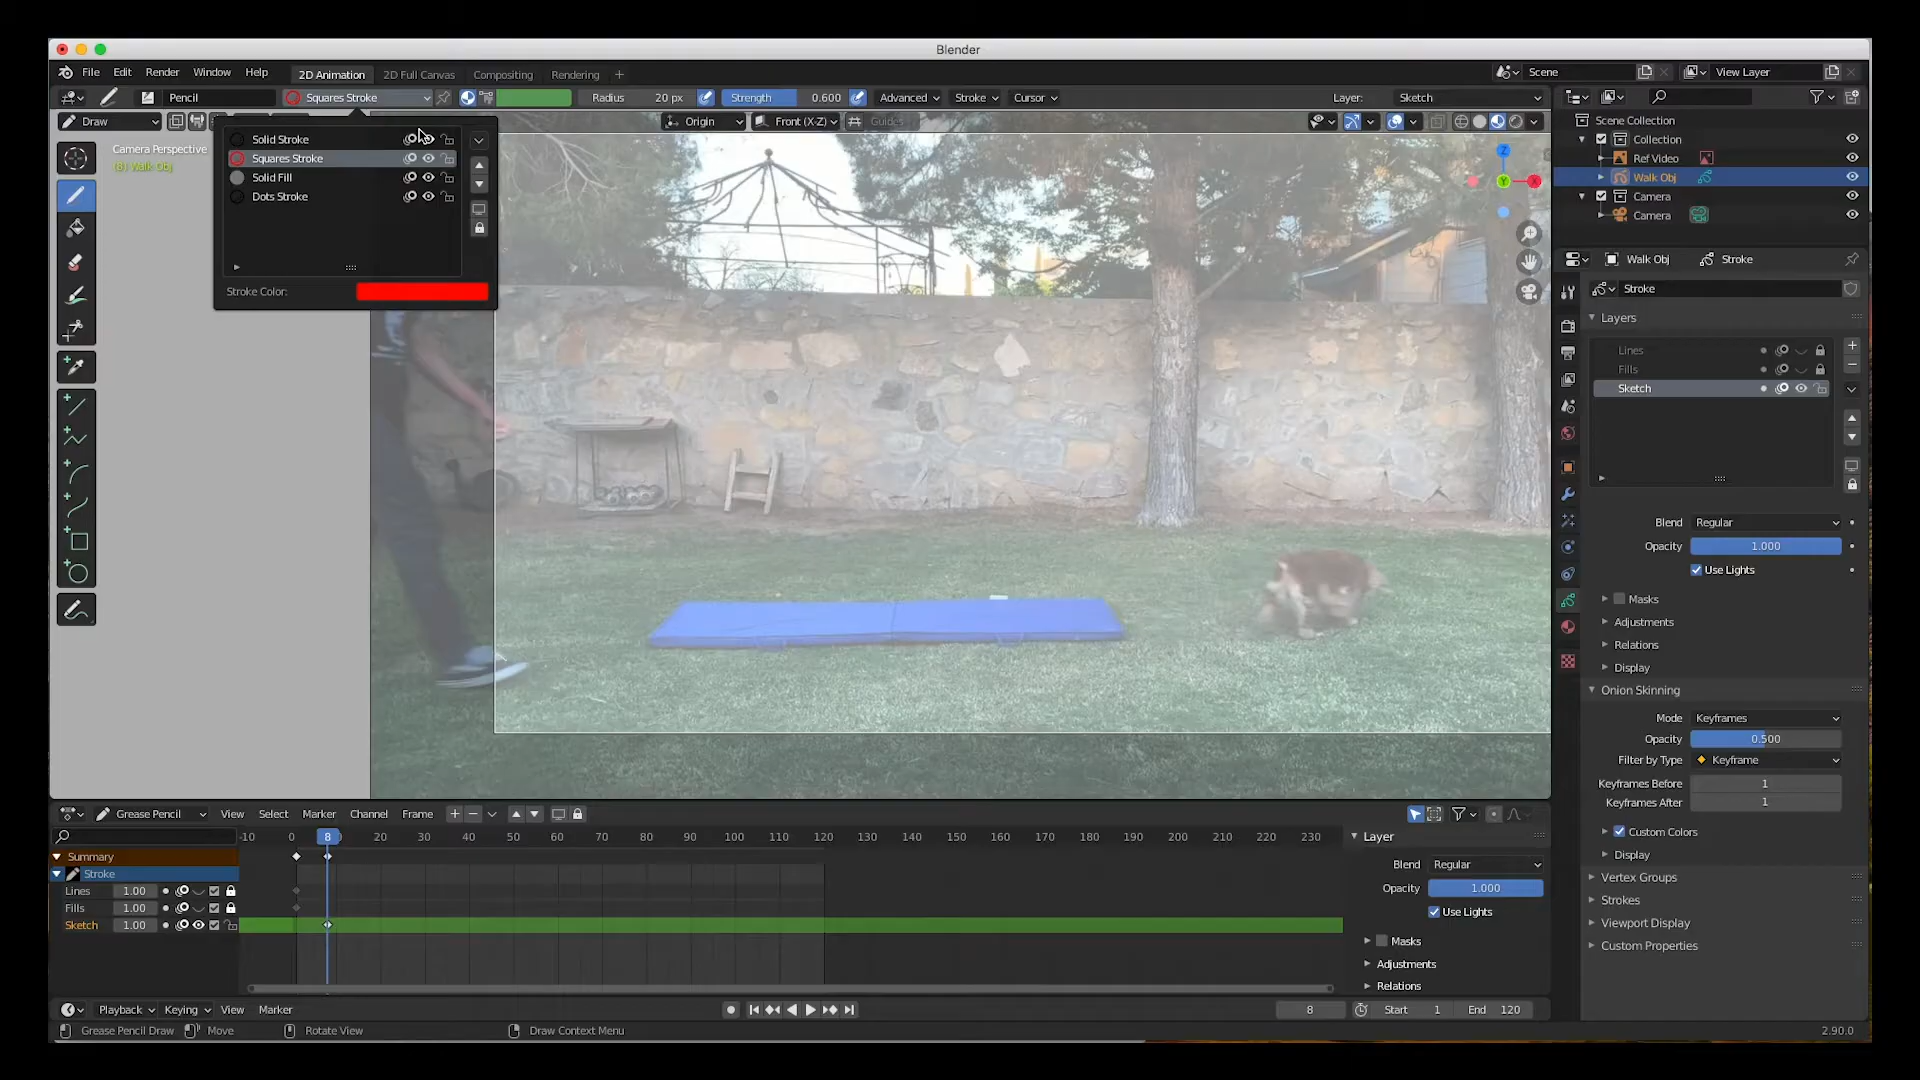 Blender
File Edit Render Window Help 2D Animation 2D Full Canvas Compositing Rendering + Scene View Layer
Pencil Squares Stroke Radius 20 px Strength 0.600 Advanced Stroke Cursor Layer: Sketch
Draw Origin Front (X-Z) Guides
Camera Perspective
(8) Walk Obj
Solid Stroke
Squares Stroke
Solid Fill
Dots Stroke
Stroke Color:
Z
Y
X
Scene Collection
Collection
Ref Video
Walk Obj
Camera
Camera
Walk Obj Stroke
Stroke
Layers
Lines
Fills
Sketch
Blend Regular
Opacity 1.000
Use Lights
Masks
Adjustments
Relations
Display
Onion Skinning
Mode Keyframes
Opacity 0.500
Filter by Type Keyframe
Keyframes Before 1
Keyframes After 1
Custom Colors
Display
Vertex Groups
Strokes
Viewport Display
Custom Properties
Grease Pencil View Select Marker Channel Frame
-10 0 8 20 30 40 50 60 70 80 90 100 110 120 130 140 150 160 170 180 190 200 210 220 230
Summary
Stroke
Lines 1.00
Fills 1.00
Sketch 1.00
Layer
Blend Regular
Opacity 1.000
Use Lights
Masks
Adjustments
Relations
Playback Keying View Marker 8 Start 1 End 120
Grease Pencil Draw Move Rotate View Draw Context Menu 2.90.0